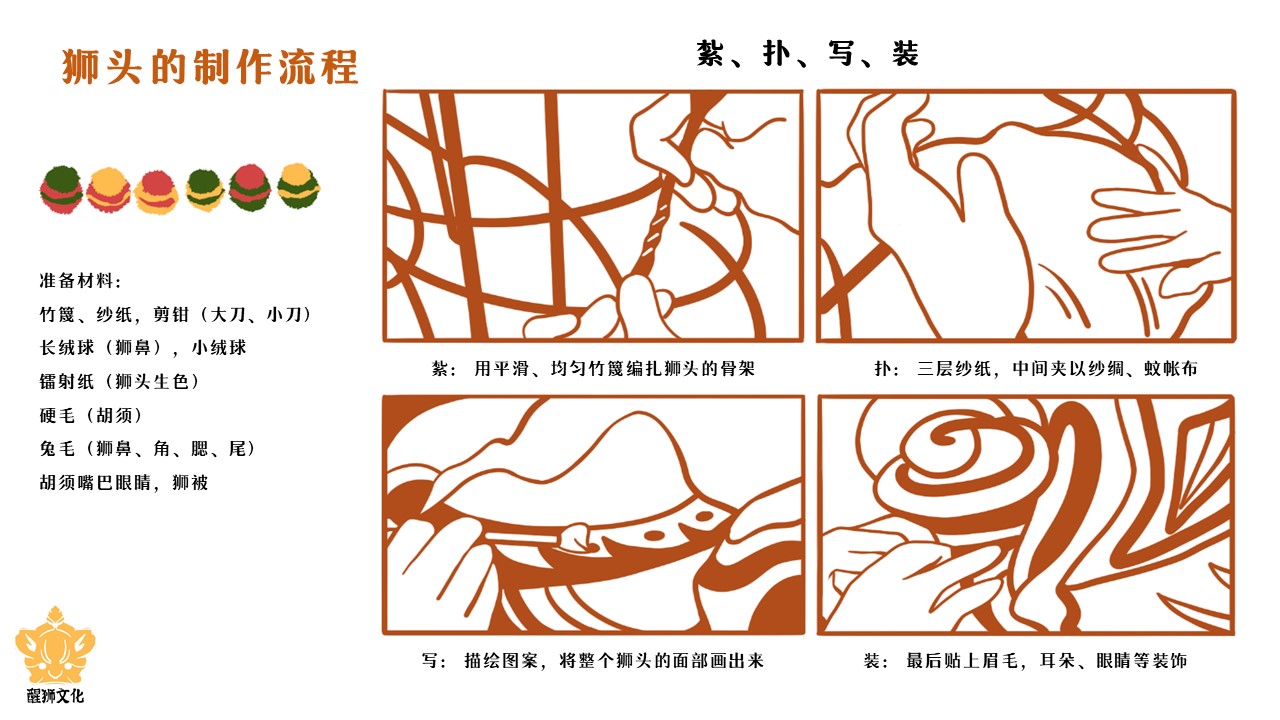 狮头的制作流程
紮、扑、写、装
准备材料：
竹篾、纱纸，剪钳（大刀、小刀）
长绒球（狮鼻），小绒球
镭射纸（狮头生色）
硬毛（胡须）
兔毛（狮鼻、角、腮、尾）
胡须嘴巴眼睛，狮被
紮： 用平滑、均匀竹篾编扎狮头的骨架
扑： 三层纱纸，中间夹以纱绸、蚊帐布
写： 描绘图案，将整个狮头的面部画出来
装： 最后贴上眉毛，耳朵、眼睛等装饰
醒狮文化